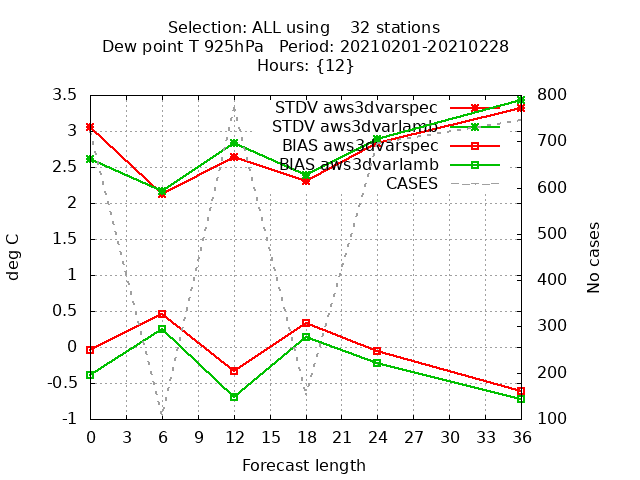 Selection: ALL using 32 stations
Dew point T 925hPa Period: 20210201-20210228
Hours: {12}
STDV aws3dvarspec
STDV aws3dvarlamb
BIAS aws3dvarspec
BIAS aws3dvarlamb
CASES
3.5
3
2.5
2
1.5
1
0.5
0
-0.5
-1
deg C
800
700
600
500
400
300
200
100
No cases
0 3 6 9 12 15 18 21 24 27 30 33 36
Forecast length